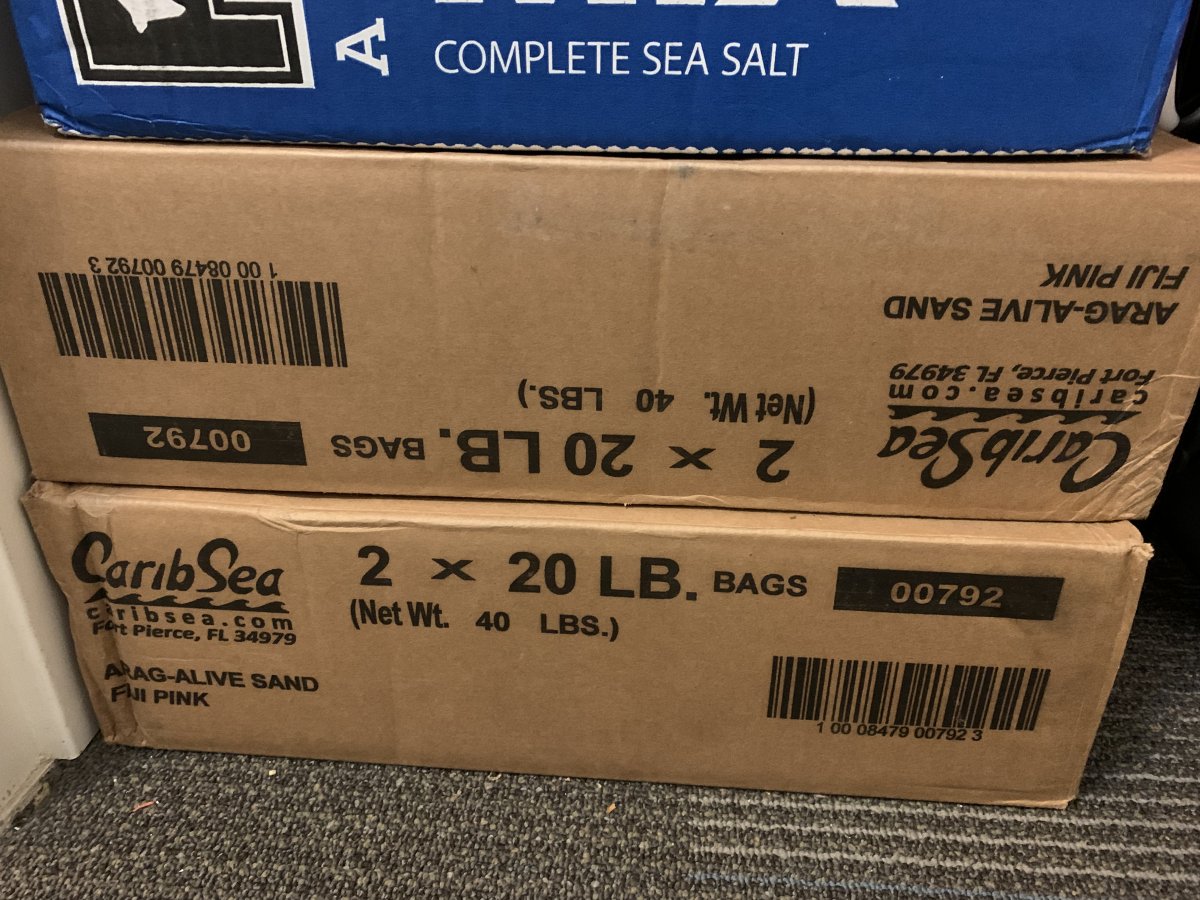 A
COMPLETE SEA SALT
CaribSea
caribsea.com
Fort Pierce, FL 34979
ARAG-ALIVE SAND
FIJI PINK
2 x 20 LB. BAGS
(Net Wt. 40 LBS.)
00792
1 00 08479 00792 3
CaribSea
caribsea.com
Fort Pierce, FL 34979
ARAG-ALIVE SAND
FIJI PINK
2 x 20 LB. BAGS
(Net Wt. 40 LBS.)
00792
1 00 08479 00792 3